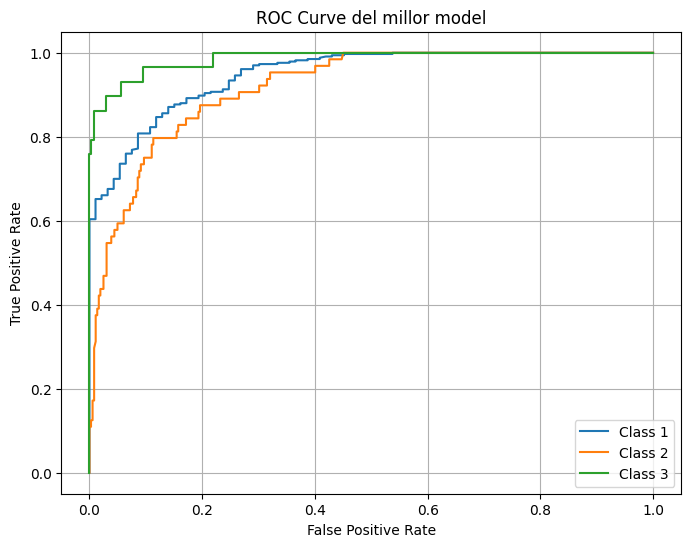 ROC Curve del millor model
True Positive Rate
1.0
0.8
0.6
0.4
0.2
0.0
0.0 0.2 0.4 0.6 0.8 1.0
False Positive Rate
Class 1
Class 2
Class 3